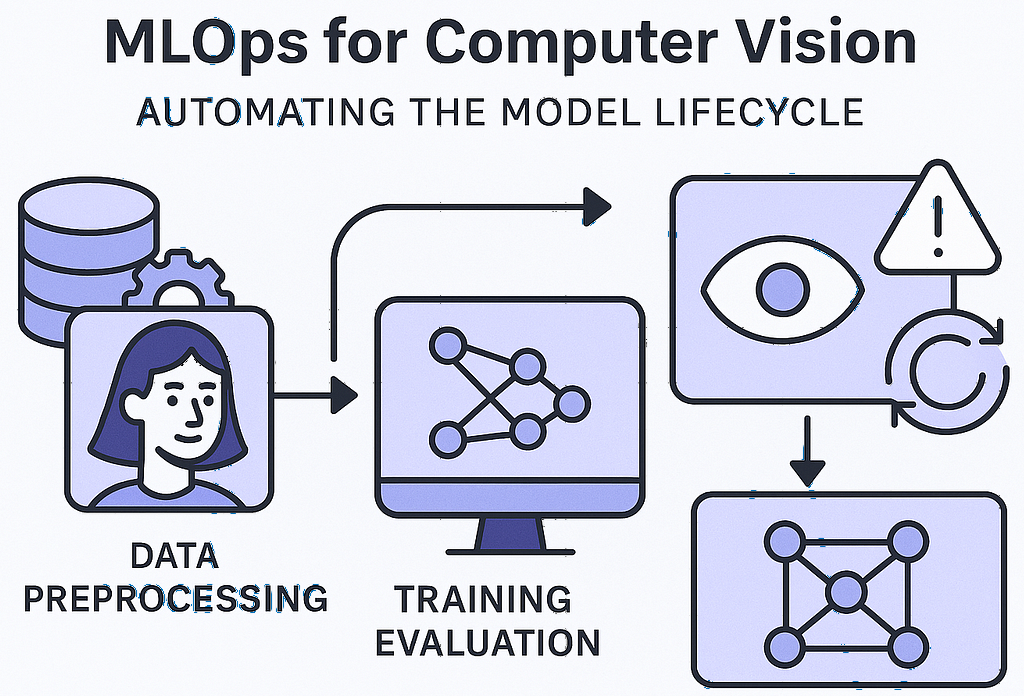 MLOps for Computer Vision
AUTOMATING THE MODEL LIFECYCLE
DATA
PREPROCESSING
TRAINING
EVALUATION